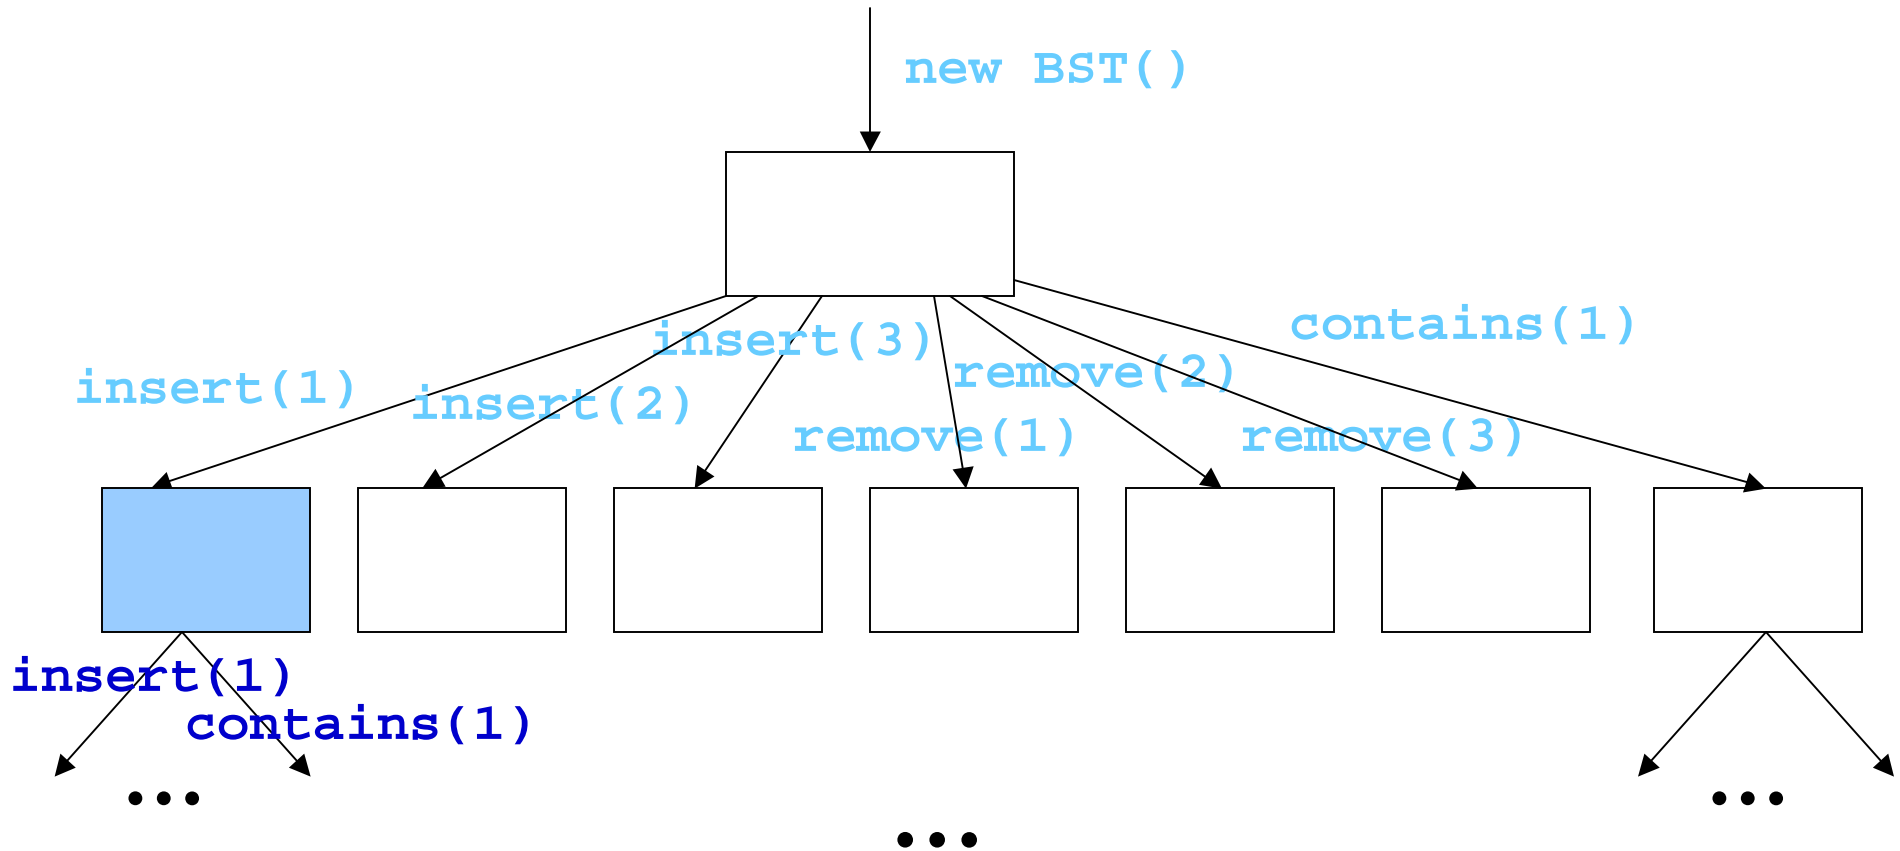 new BST()
contains(1)
insert(3)
remove(2)
insert(1)
insert(2)
remove(1)
remove(3)
insert(1)
contains(1)
...
...
...